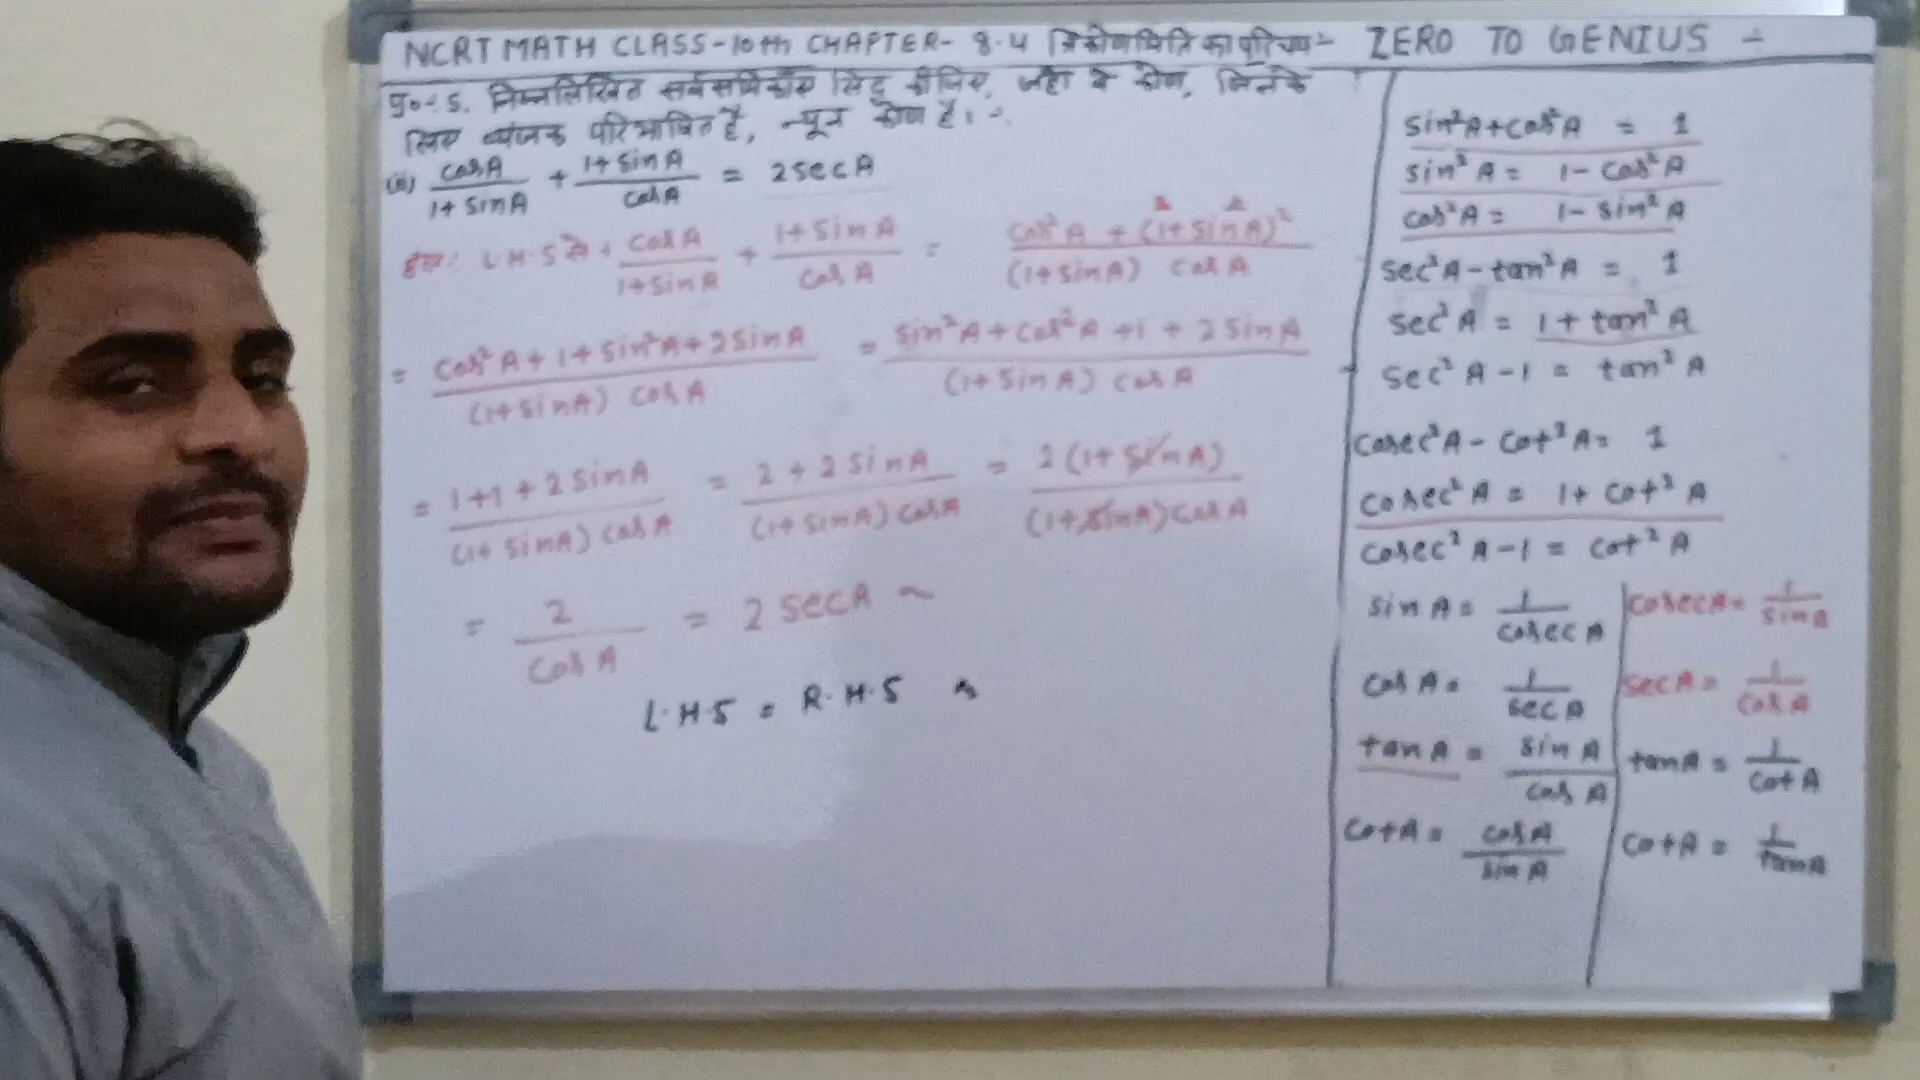 NCRT MATH CLASS-10th CHAPTER- 8.4 त्रिकोणमिति का परिचय:- ZERO TO GENIUS -
प्र०:5. निम्नलिखित सर्वसमिकाएँ सिद्ध कीजिए, जहाँ वे कोण, जिनके
लिए व्यंजक परिभाषित है, न्यून कोण है। :-
(ii) cosA/(1+sinA) + (1+sinA)/cosA = 2secA
हल: L.H.S से = cosA/(1+sinA) + (1+sinA)/cosA = (cos²A + (1+sinA)²)/((1+sinA) cosA)
= (cos²A+1+sin²A+2sinA)/((1+sinA) cosA) = (sin²A+cos²A+1+2sinA)/((1+sinA) cosA)
= (1+1+2sinA)/((1+sinA) cosA) = (2+2sinA)/((1+sinA) cosA) = 2(1+sinA)/((1+sinA) cosA)
= 2/cosA = 2secA
L.H.S = R.H.S
sin²A+cos²A = 1
sin²A = 1-cos²A
cos²A = 1-sin²A
sec²A-tan²A = 1
sec²A = 1+tan²A
sec²A-1 = tan²A
cosec²A-cot²A = 1
cosec²A = 1+cot²A
cosec²A-1 = cot²A
sinA = 1/cosecA cosecA = 1/sinA
cosA = 1/secA secA = 1/cosA
tanA = sinA/cosA tanA = 1/cotA
cotA = cosA/sinA cotA = 1/tanA